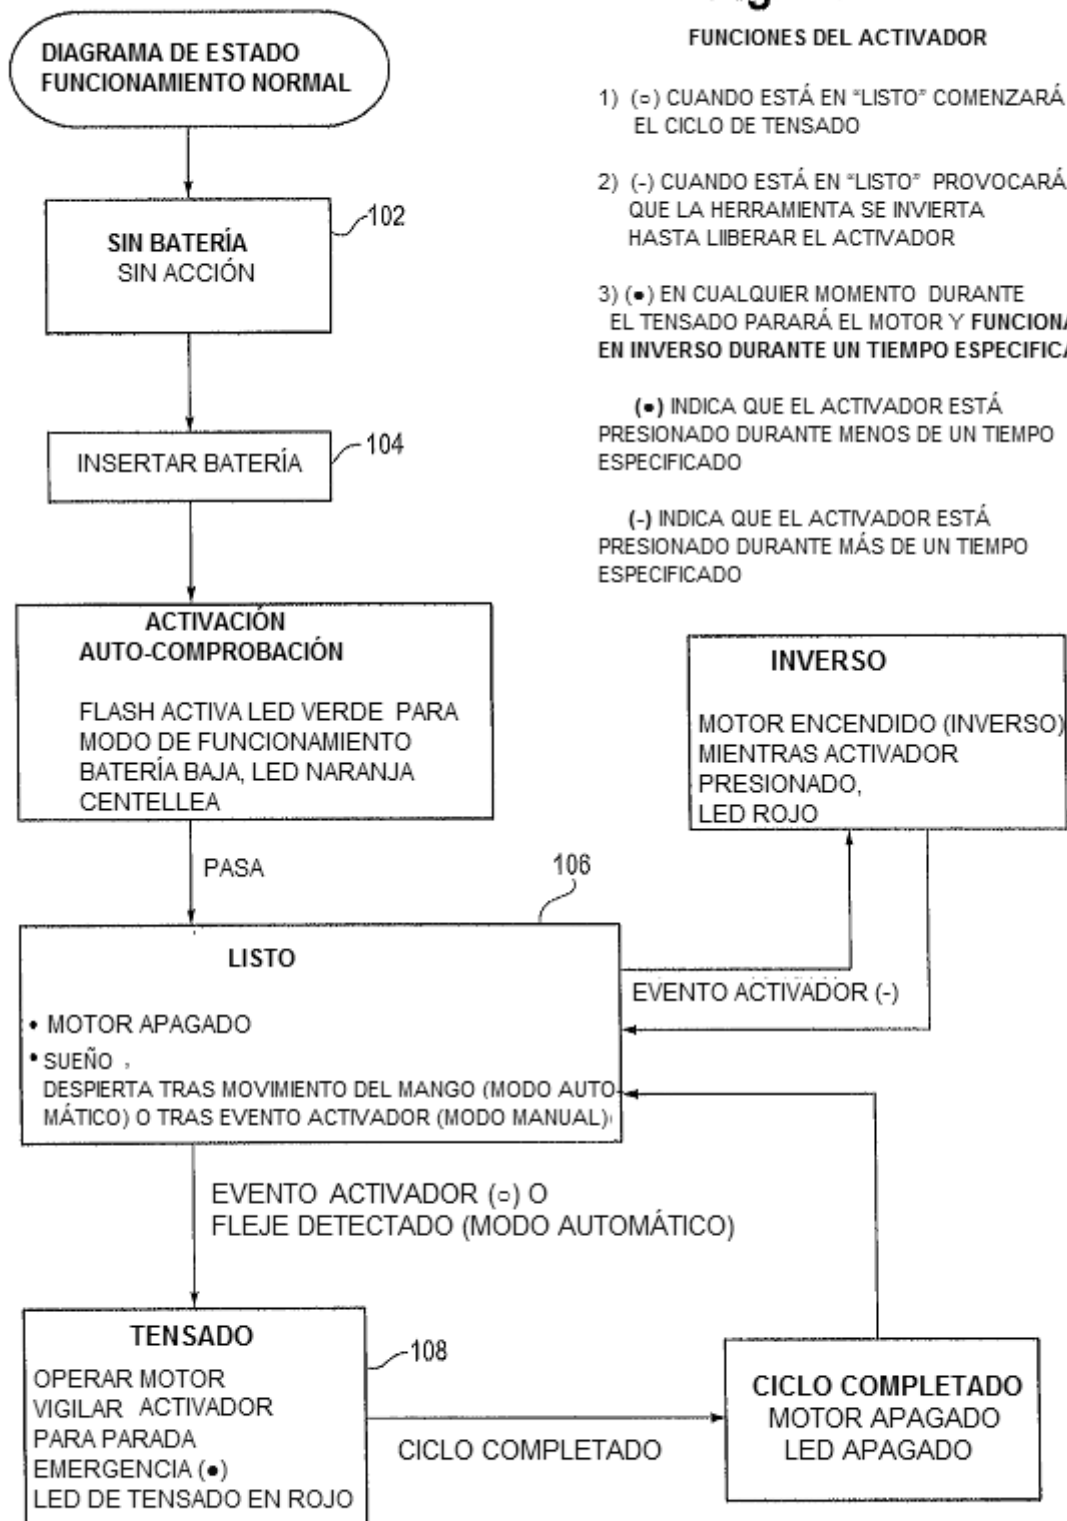 DIAGRAMA DE ESTADO
FUNCIONAMIENTO NORMAL
SIN BATERÍA
SIN ACCIÓN
102
INSERTAR BATERÍA
104
ACTIVACIÓN
AUTO-COMPROBACIÓN
FLASH ACTIVA LED VERDE PARA
MODO DE FUNCIONAMIENTO
BATERÍA BAJA, LED NARANJA
CENTELLEA
PASA
106
LISTO
• MOTOR APAGADO
• SUEÑO ,
DESPIERTA TRAS MOVIMIENTO DEL MANGO (MODO AUTO-
MÁTICO) O TRAS EVENTO ACTIVADOR (MODO MANUAL)
EVENTO ACTIVADOR (○) O
FLEJE DETECTADO (MODO AUTOMÁTICO)
TENSADO
108
OPERAR MOTOR
VIGILAR ACTIVADOR
PARA PARADA
EMERGENCIA (●)
LED DE TENSADO EN ROJO
CICLO COMPLETADO
CICLO COMPLETADO
MOTOR APAGADO
LED APAGADO
FUNCIONES DEL ACTIVADOR
1) (○) CUANDO ESTÁ EN “LISTO” COMENZARÁ
EL CICLO DE TENSADO
2) (-) CUANDO ESTÁ EN “LISTO” PROVOCARÁ
QUE LA HERRAMIENTA SE INVIERTA
HASTA LIIBERAR EL ACTIVADOR
3) (●) EN CUALQUIER MOMENTO DURANTE
EL TENSADO PARARÁ EL MOTOR Y FUNCIONA
EN INVERSO DURANTE UN TIEMPO ESPECIFICA
(●) INDICA QUE EL ACTIVADOR ESTÁ
PRESIONADO DURANTE MENOS DE UN TIEMPO
ESPECIFICADO
(-) INDICA QUE EL ACTIVADOR ESTÁ
PRESIONADO DURANTE MÁS DE UN TIEMPO
ESPECIFICADO
INVERSO
MOTOR ENCENDIDO (INVERSO)
MIENTRAS ACTIVADOR
PRESIONADO,
LED ROJO
EVENTO ACTIVADOR (-)